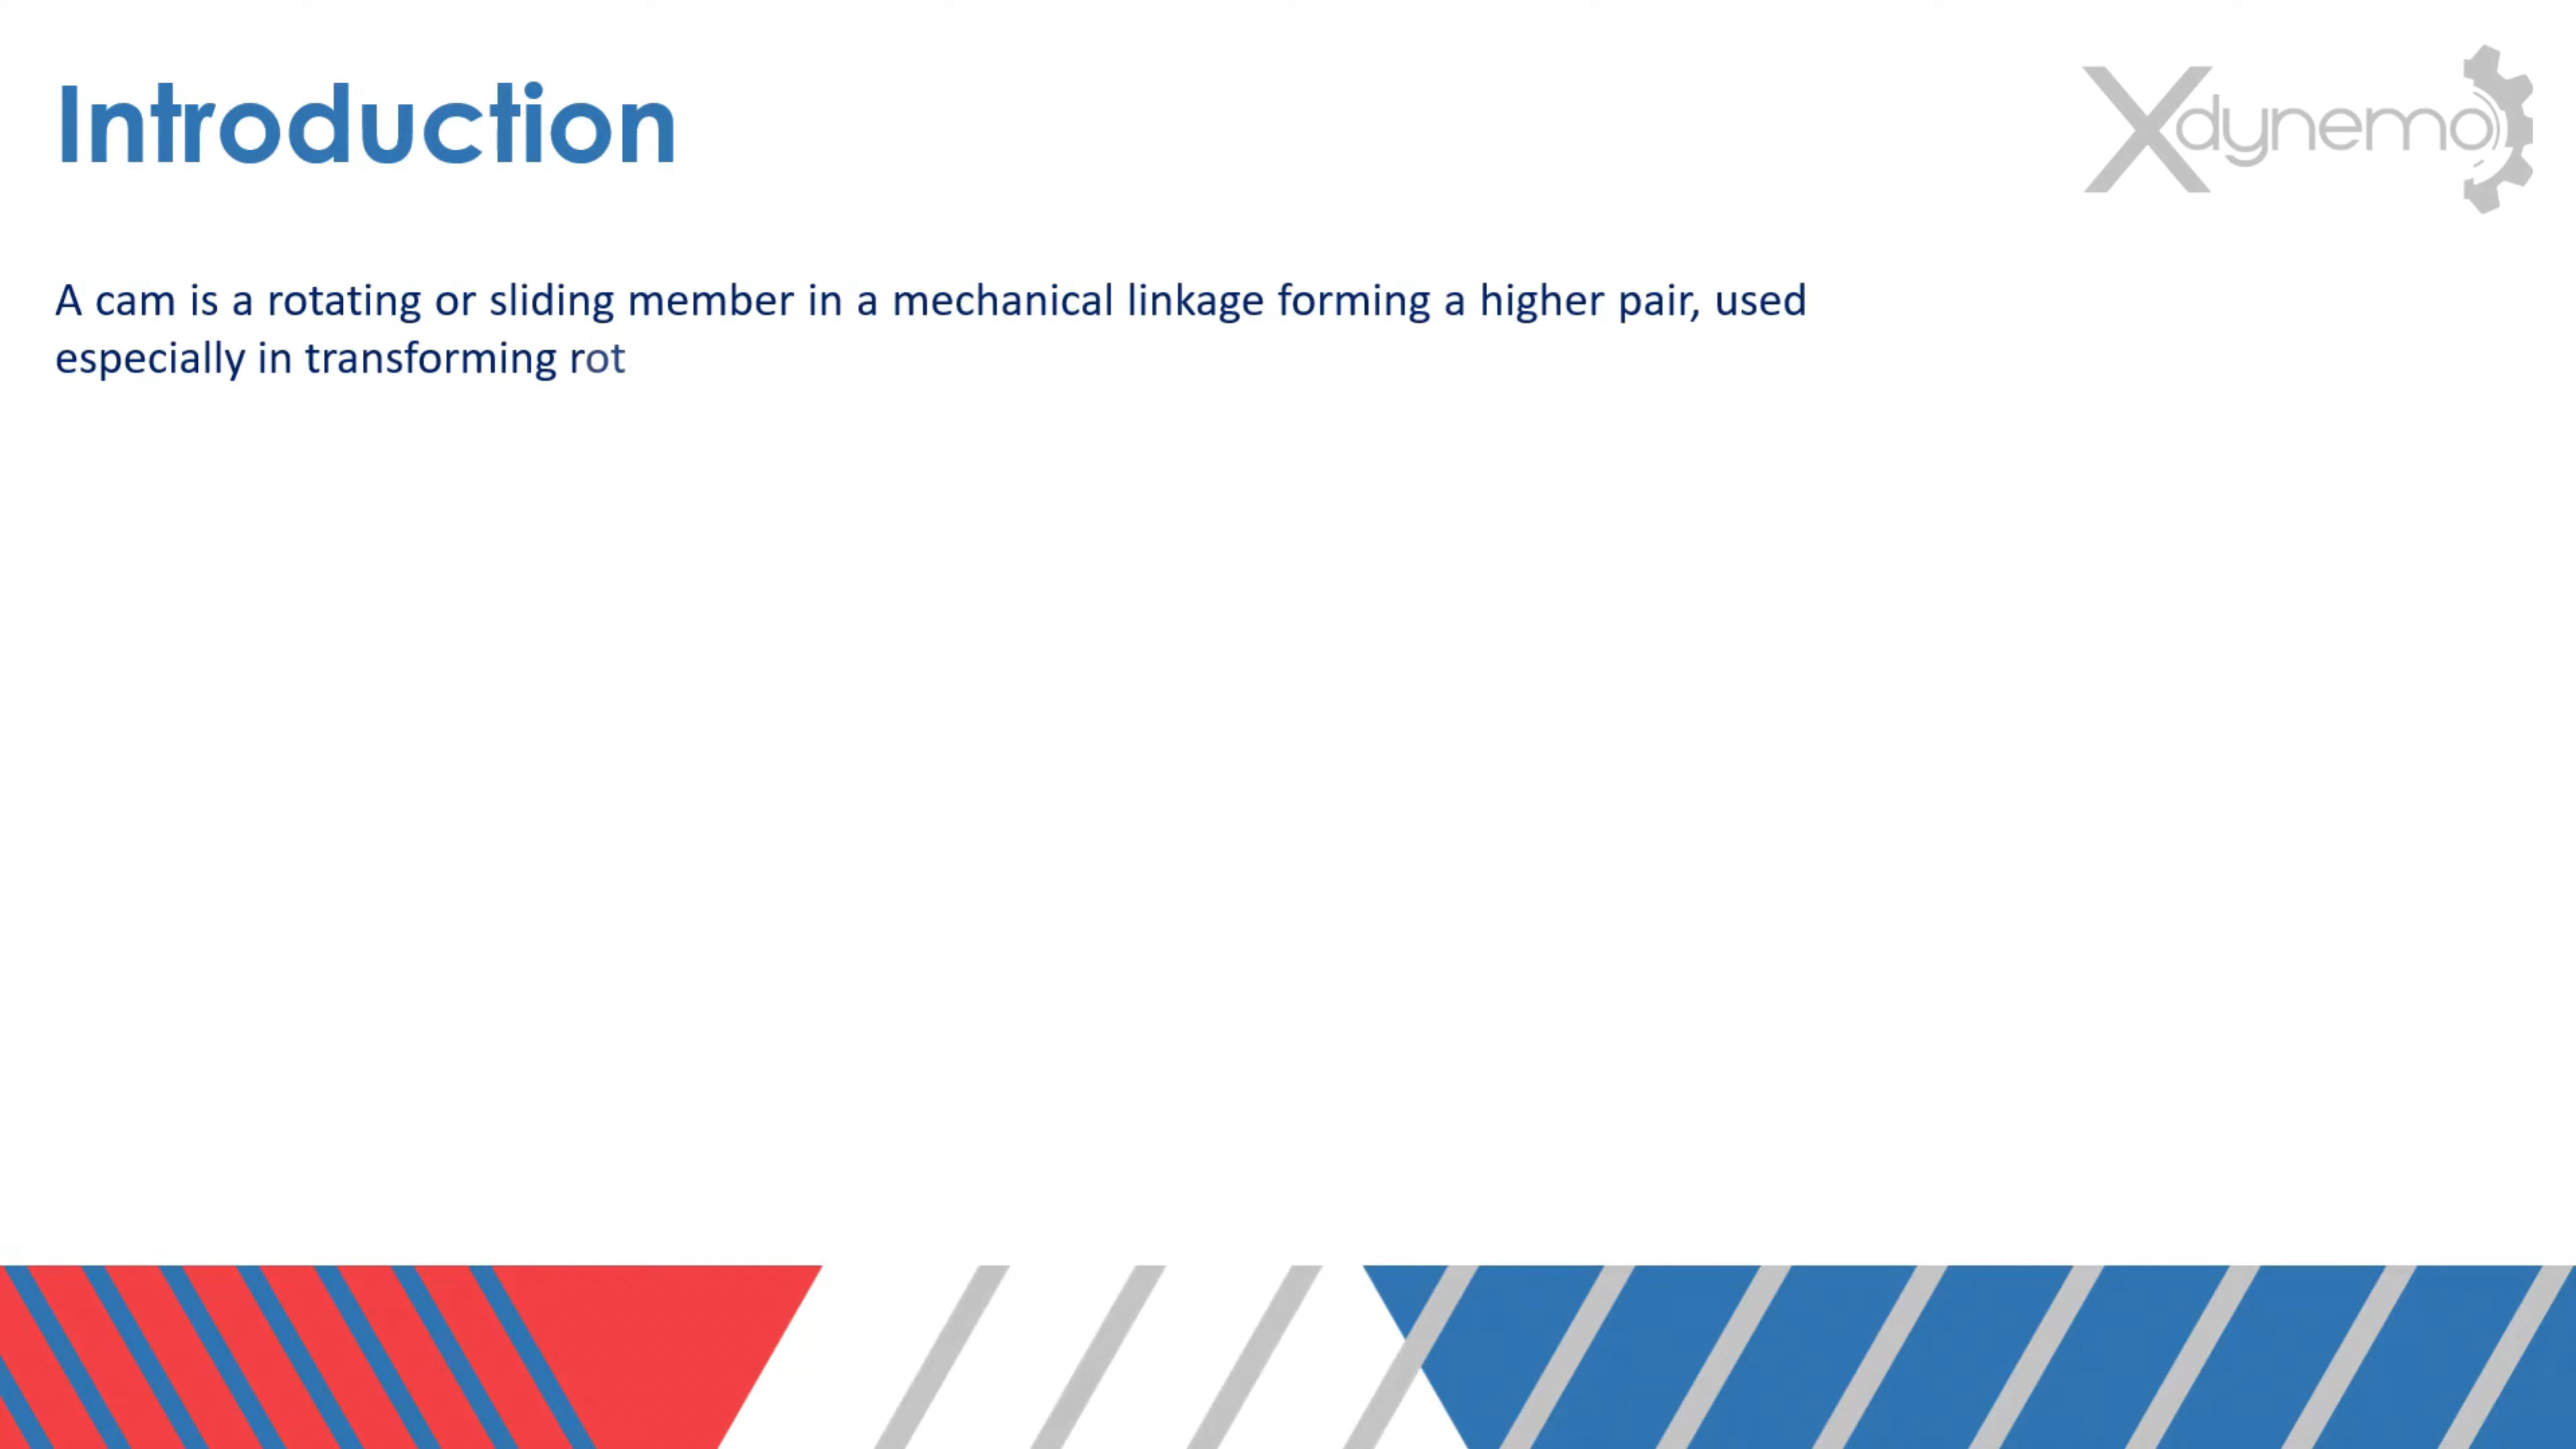 Introduction
Xdynemo
A cam is a rotating or sliding member in a mechanical linkage forming a higher pair, used
especially in transforming rot